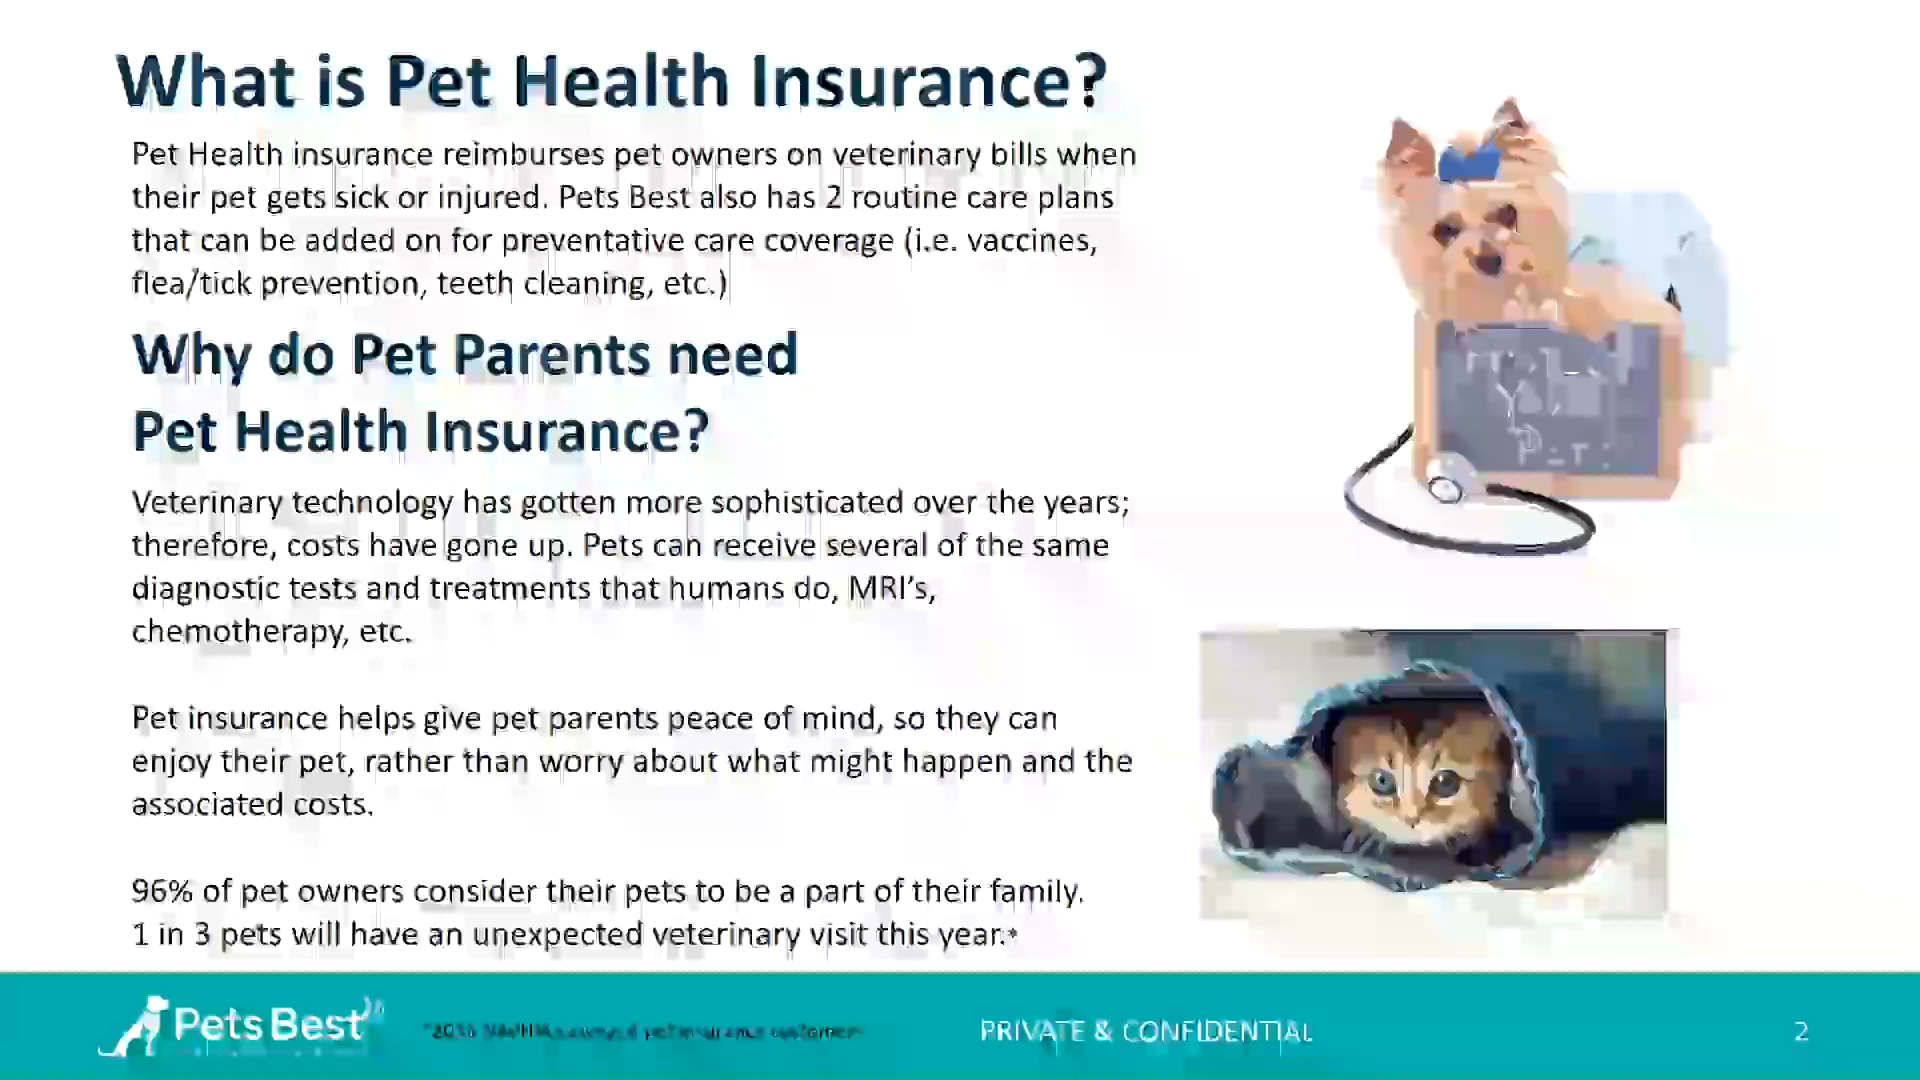 What is Pet Health Insurance?
Pet Health insurance reimburses pet owners on veterinary bills when
their pet gets sick or injured. Pets Best also has 2 routine care plans
that can be added on for preventative care coverage (i.e. vaccines,
flea/tick prevention, teeth cleaning, etc.)
Why do Pet Parents need
Pet Health Insurance?
Veterinary technology has gotten more sophisticated over the years;
therefore, costs have gone up. Pets can receive several of the same
diagnostic tests and treatments that humans do, MRI’s,
chemotherapy, etc.
Pet insurance helps give pet parents peace of mind, so they can
enjoy their pet, rather than worry about what might happen and the
associated costs.
96% of pet owners consider their pets to be a part of their family.
1 in 3 pets will have an unexpected veterinary visit this year.*
Pets Best
PRIVATE & CONFIDENTIAL
2